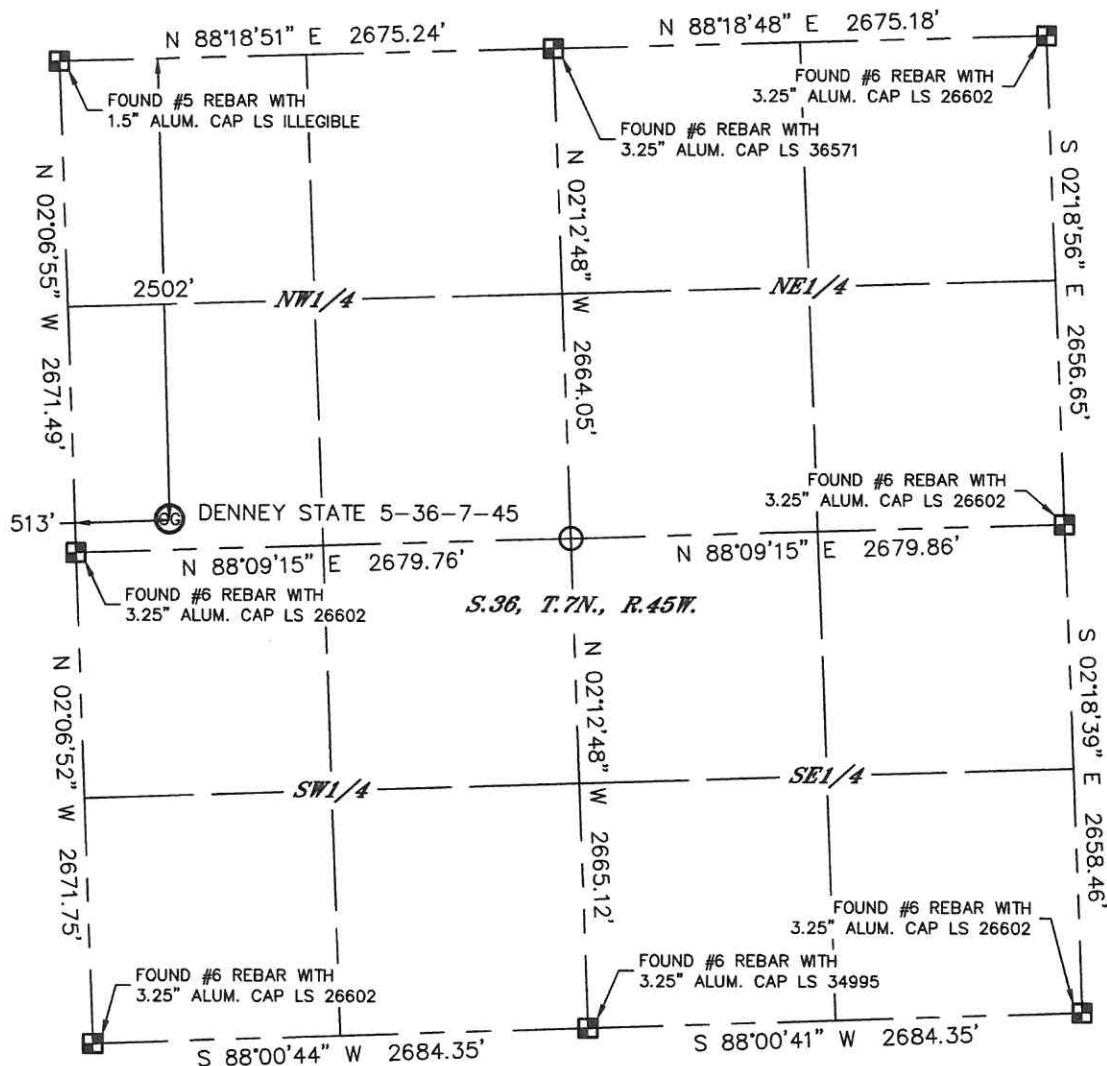 N 88°18'51" E 2675.24'
N 88°18'48" E 2675.18'
FOUND #5 REBAR WITH
1.5" ALUM. CAP LS ILLEGIBLE
FOUND #6 REBAR WITH
3.25" ALUM. CAP LS 36571
FOUND #6 REBAR WITH
3.25" ALUM. CAP LS 26602
N 02°06'55" W 2671.49'
N 02°12'48" W 2664.05'
S 02°18'56" E 2656.65'
2502'
NW1/4
NE1/4
513'
OG
DENNEY STATE 5-36-7-45
FOUND #6 REBAR WITH
3.25" ALUM. CAP LS 26602
N 88°09'15" E 2679.76'
N 88°09'15" E 2679.86'
FOUND #6 REBAR WITH
3.25" ALUM. CAP LS 26602
S.36, T.7N., R.45W.
N 02°06'52" W 2671.75'
N 02°12'48" W 2665.12'
S 02°18'39" E 2658.46'
SW1/4
SE1/4
FOUND #6 REBAR WITH
3.25" ALUM. CAP LS 26602
FOUND #6 REBAR WITH
3.25" ALUM. CAP LS 34995
FOUND #6 REBAR WITH
3.25" ALUM. CAP LS 26602
S 88°00'44" W 2684.35'
S 88°00'41" W 2684.35'